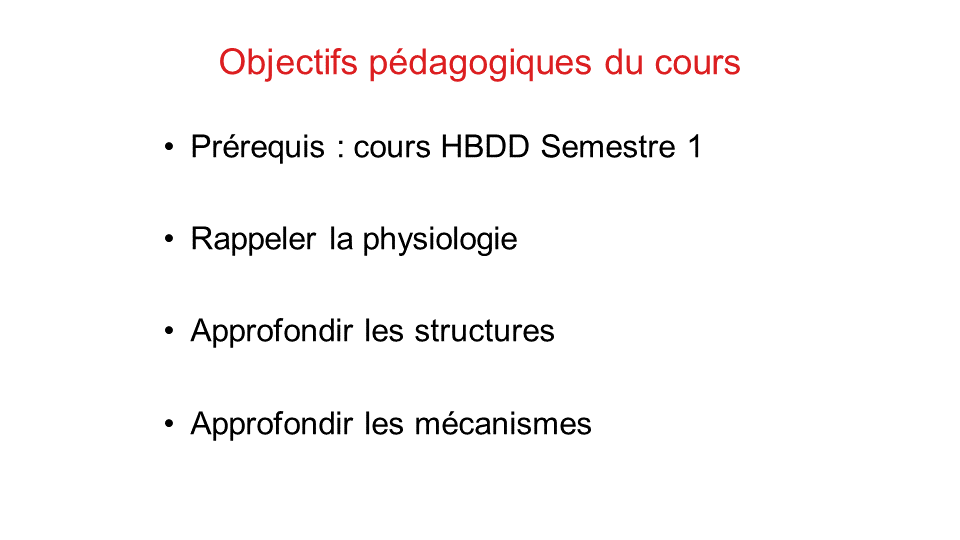 Objectifs pédagogiques du cours
• Prérequis : cours HBDD Semestre 1
• Rappeler la physiologie
• Approfondir les structures
• Approfondir les mécanismes